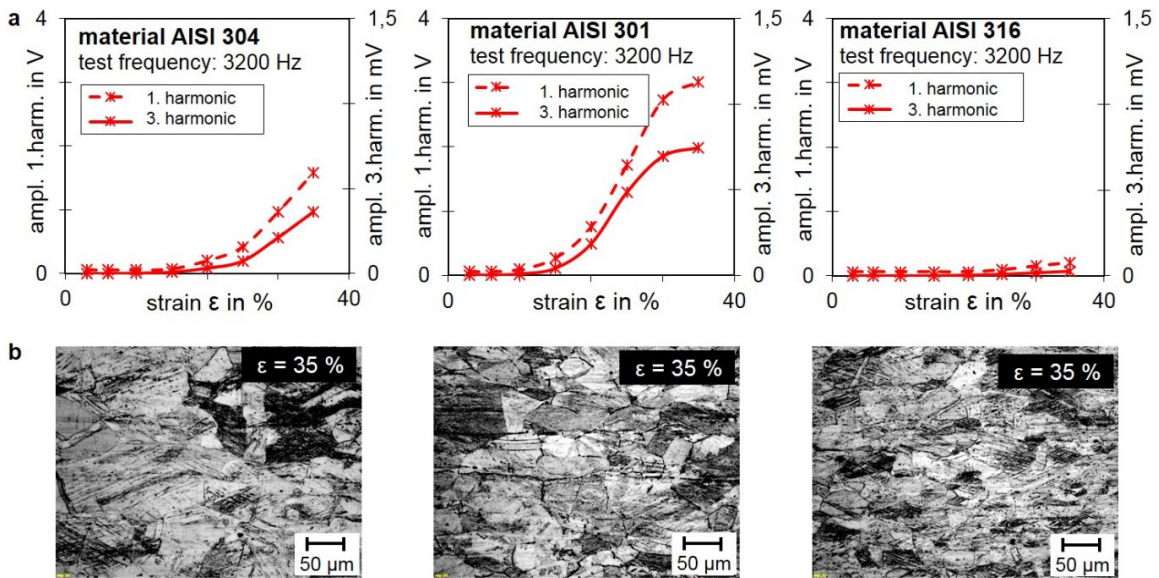 a
4
1,5
material AISI 304
test frequency: 3200 Hz
1. harmonic
3. harmonic
ampl. 1.harm. in V
ampl. 3.harm. in mV
0
0
0
strain ε in %
40
4
1,5
material AISI 301
test frequency: 3200 Hz
1. harmonic
3. harmonic
ampl. 1.harm. in V
ampl. 3.harm. in mV
0
0
0
strain ε in %
40
4
1,5
material AISI 316
test frequency: 3200 Hz
1. harmonic
3. harmonic
ampl. 1.harm. in V
ampl. 3.harm. in mV
0
0
0
strain ε in %
40
b
ε = 35 %
50 µm
ε = 35 %
50 µm
ε = 35 %
50 µm